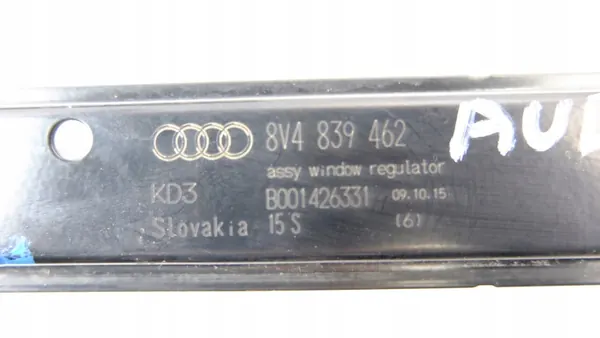 8V4 839 462
assy window regulator
KD3 B001426331 09.10.15
Slovakia 15 S (6)
AU